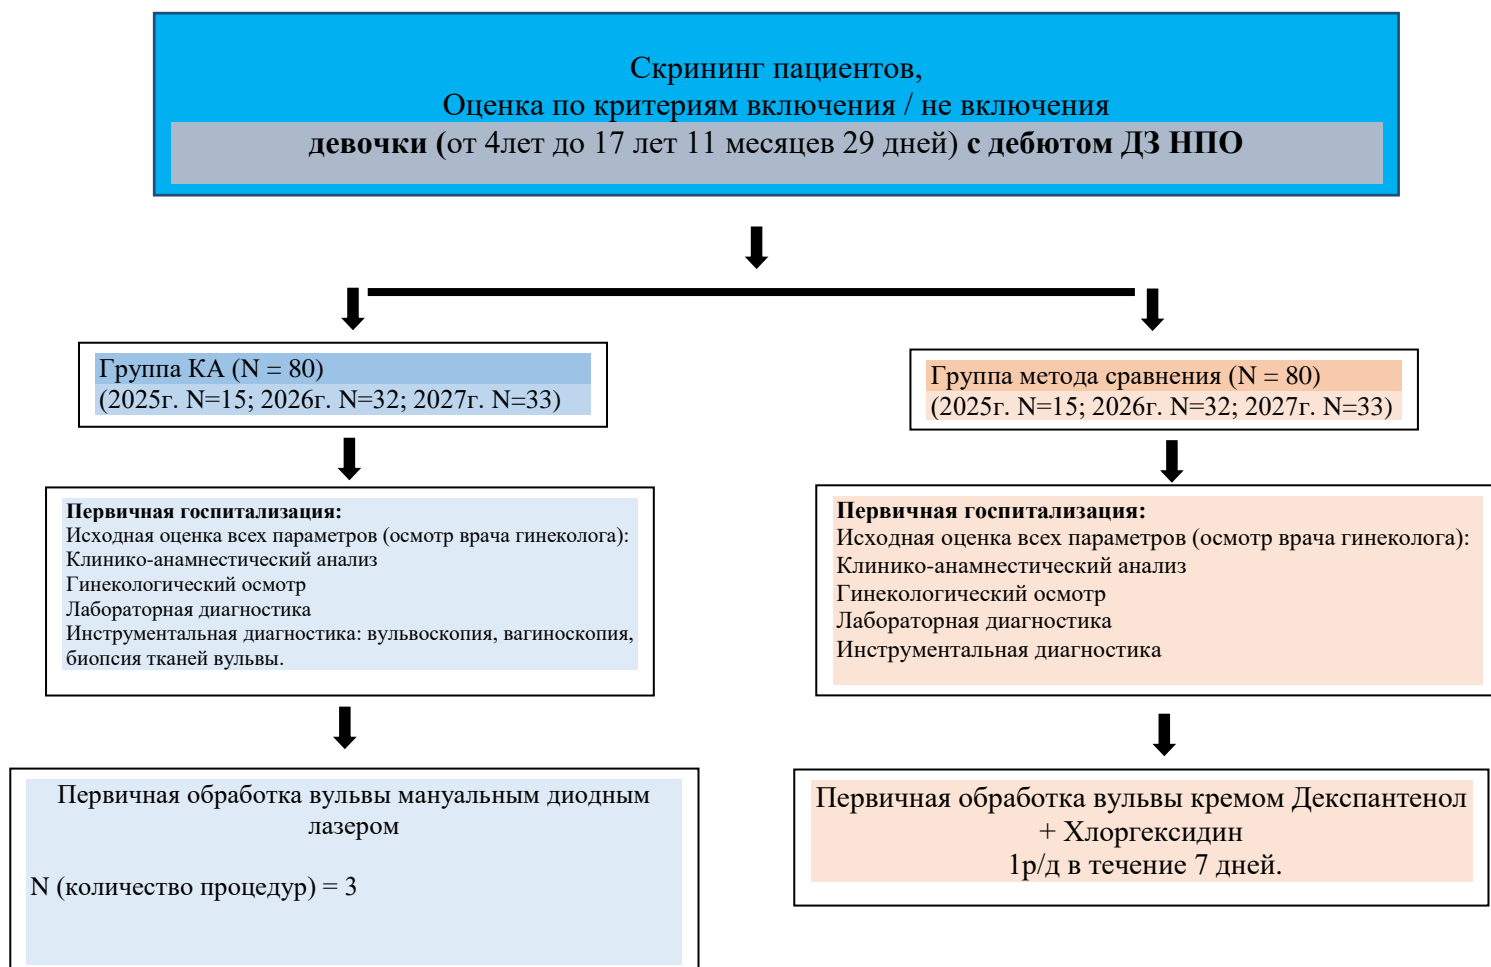 Скрининг пациентов,
Оценка по критериям включения / не включения
девочки (от 4лет до 17 лет 11 месяцев 29 дней) с дебютом ДЗ НПО
Группа КА (N = 80)
(2025г. N=15; 2026г. N=32; 2027г. N=33)
Группа метода сравнения (N = 80)
(2025г. N=15; 2026г. N=32; 2027г. N=33)
Первичная госпитализация:
Исходная оценка всех параметров (осмотр врача гинеколога):
Клинико-анамнестический анализ
Гинекологический осмотр
Лабораторная диагностика
Инструментальная диагностика: вульвоскопия, вагиноскопия,
биопсия тканей вульвы.
Первичная госпитализация:
Исходная оценка всех параметров (осмотр врача гинеколога):
Клинико-анамнестический анализ
Гинекологический осмотр
Лабораторная диагностика
Инструментальная диагностика
Первичная обработка вульвы мануальным диодным
лазером
N (количество процедур) = 3
Первичная обработка вульвы кремом Декспантенол
+ Хлоргексидин
1р/д в течение 7 дней.